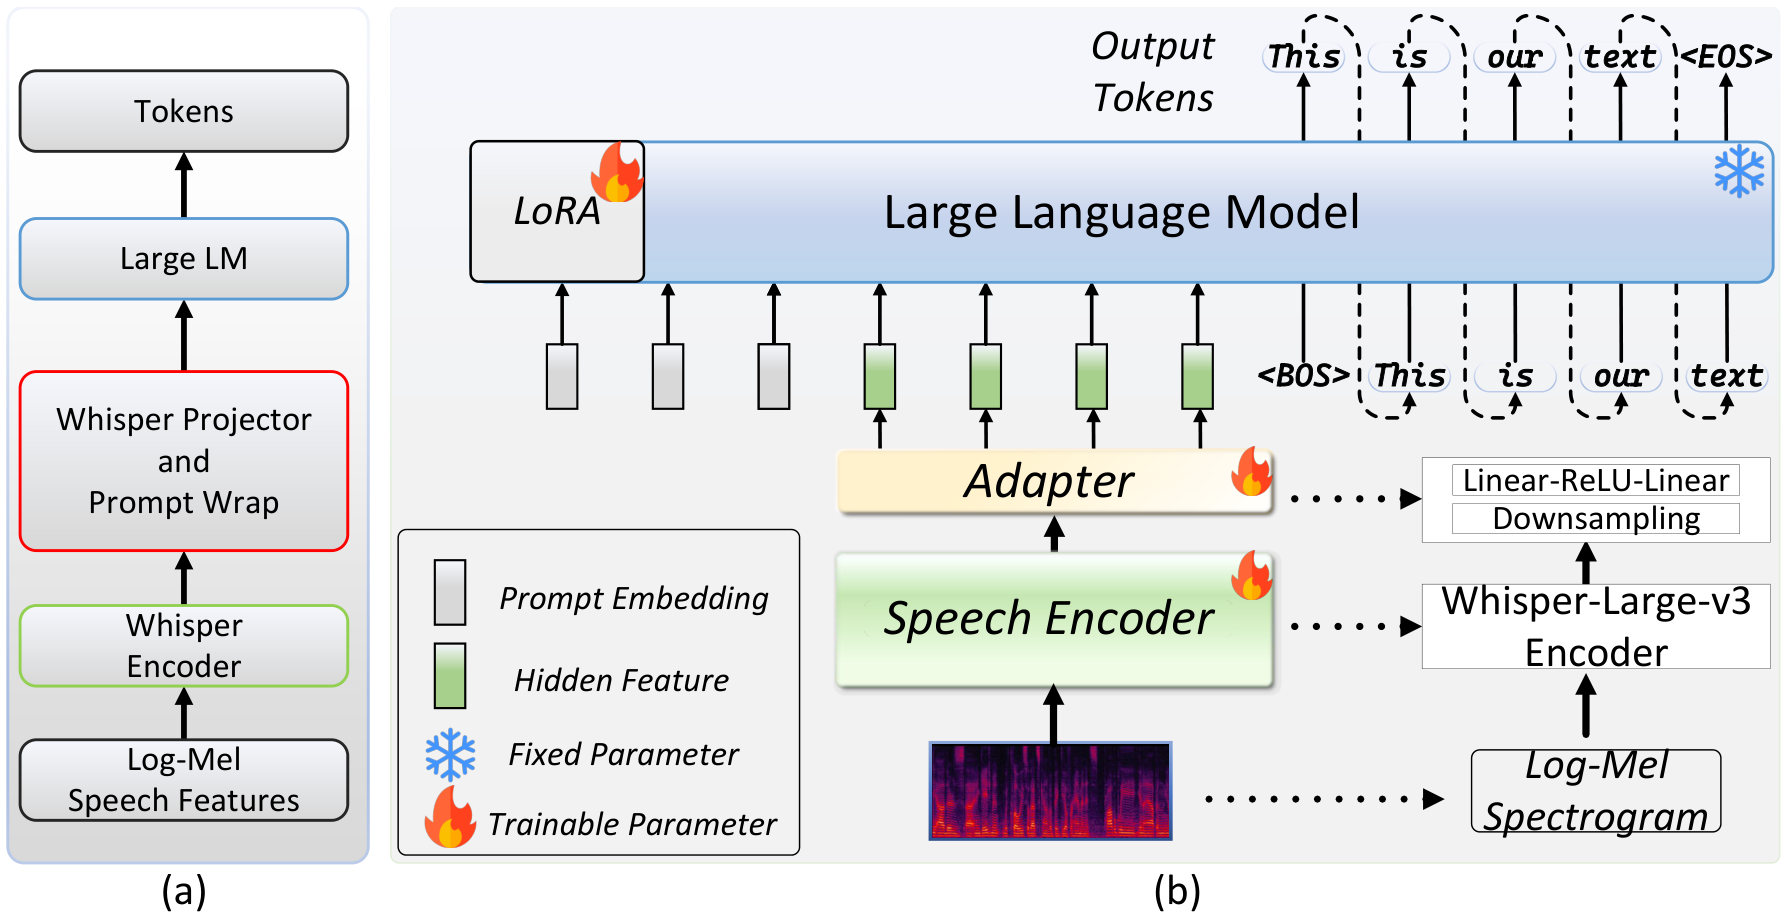 Tokens
Large LM
Whisper Projector
and
Prompt Wrap
Whisper
Encoder
Log-Mel
Speech Features
(a)
Output
Tokens
This is our text <EOS>
LoRA
Large Language Model
<BOS> This is our text
Adapter
Linear-ReLU-Linear
Downsampling
Speech Encoder
Whisper-Large-v3
Encoder
Log-Mel
Spectrogram
Prompt Embedding
Hidden Feature
Fixed Parameter
Trainable Parameter
(b)